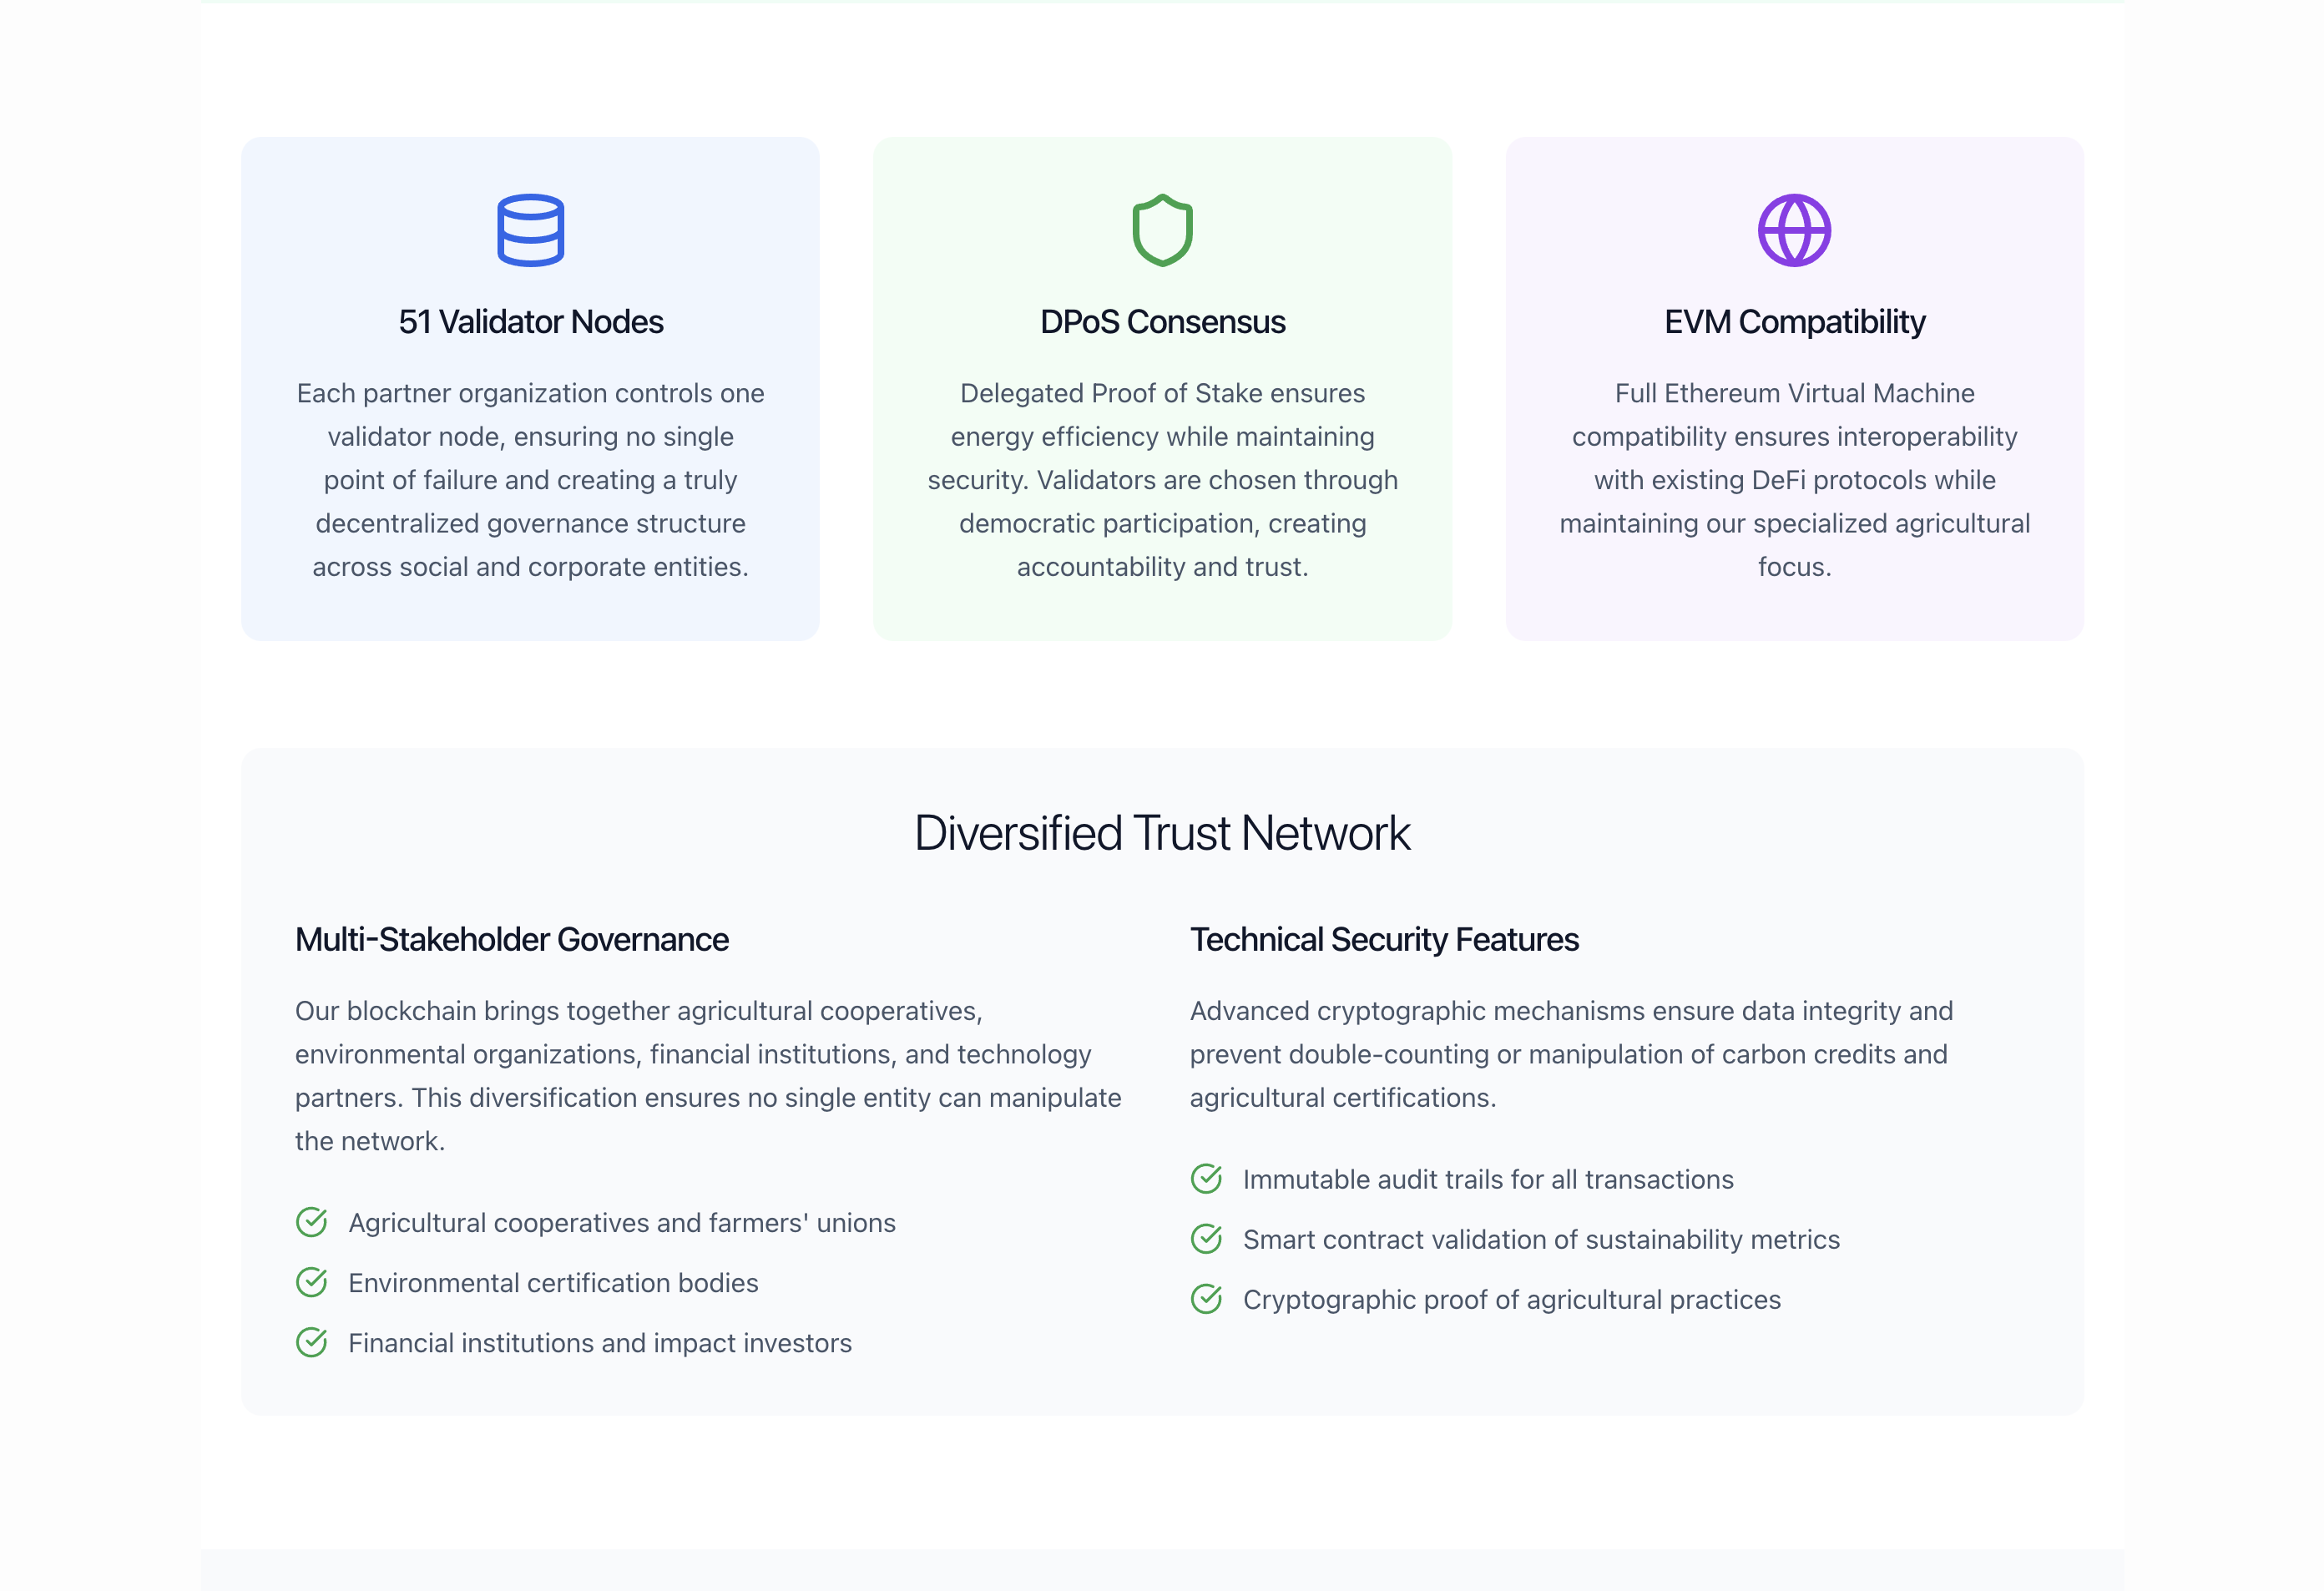 51 Validator Nodes
Each partner organization controls one
validator node, ensuring no single
point of failure and creating a truly
decentralized governance structure
across social and corporate entities.
DPoS Consensus
Delegated Proof of Stake ensures
energy efficiency while maintaining
security. Validators are chosen through
democratic participation, creating
accountability and trust.
EVM Compatibility
Full Ethereum Virtual Machine
compatibility ensures interoperability
with existing DeFi protocols while
maintaining our specialized agricultural
focus.
Diversified Trust Network
Multi-Stakeholder Governance
Our blockchain brings together agricultural cooperatives,
environmental organizations, financial institutions, and technology
partners. This diversification ensures no single entity can manipulate
the network.
Agricultural cooperatives and farmers' unions
Environmental certification bodies
Financial institutions and impact investors
Technical Security Features
Advanced cryptographic mechanisms ensure data integrity and
prevent double-counting or manipulation of carbon credits and
agricultural certifications.
Immutable audit trails for all transactions
Smart contract validation of sustainability metrics
Cryptographic proof of agricultural practices